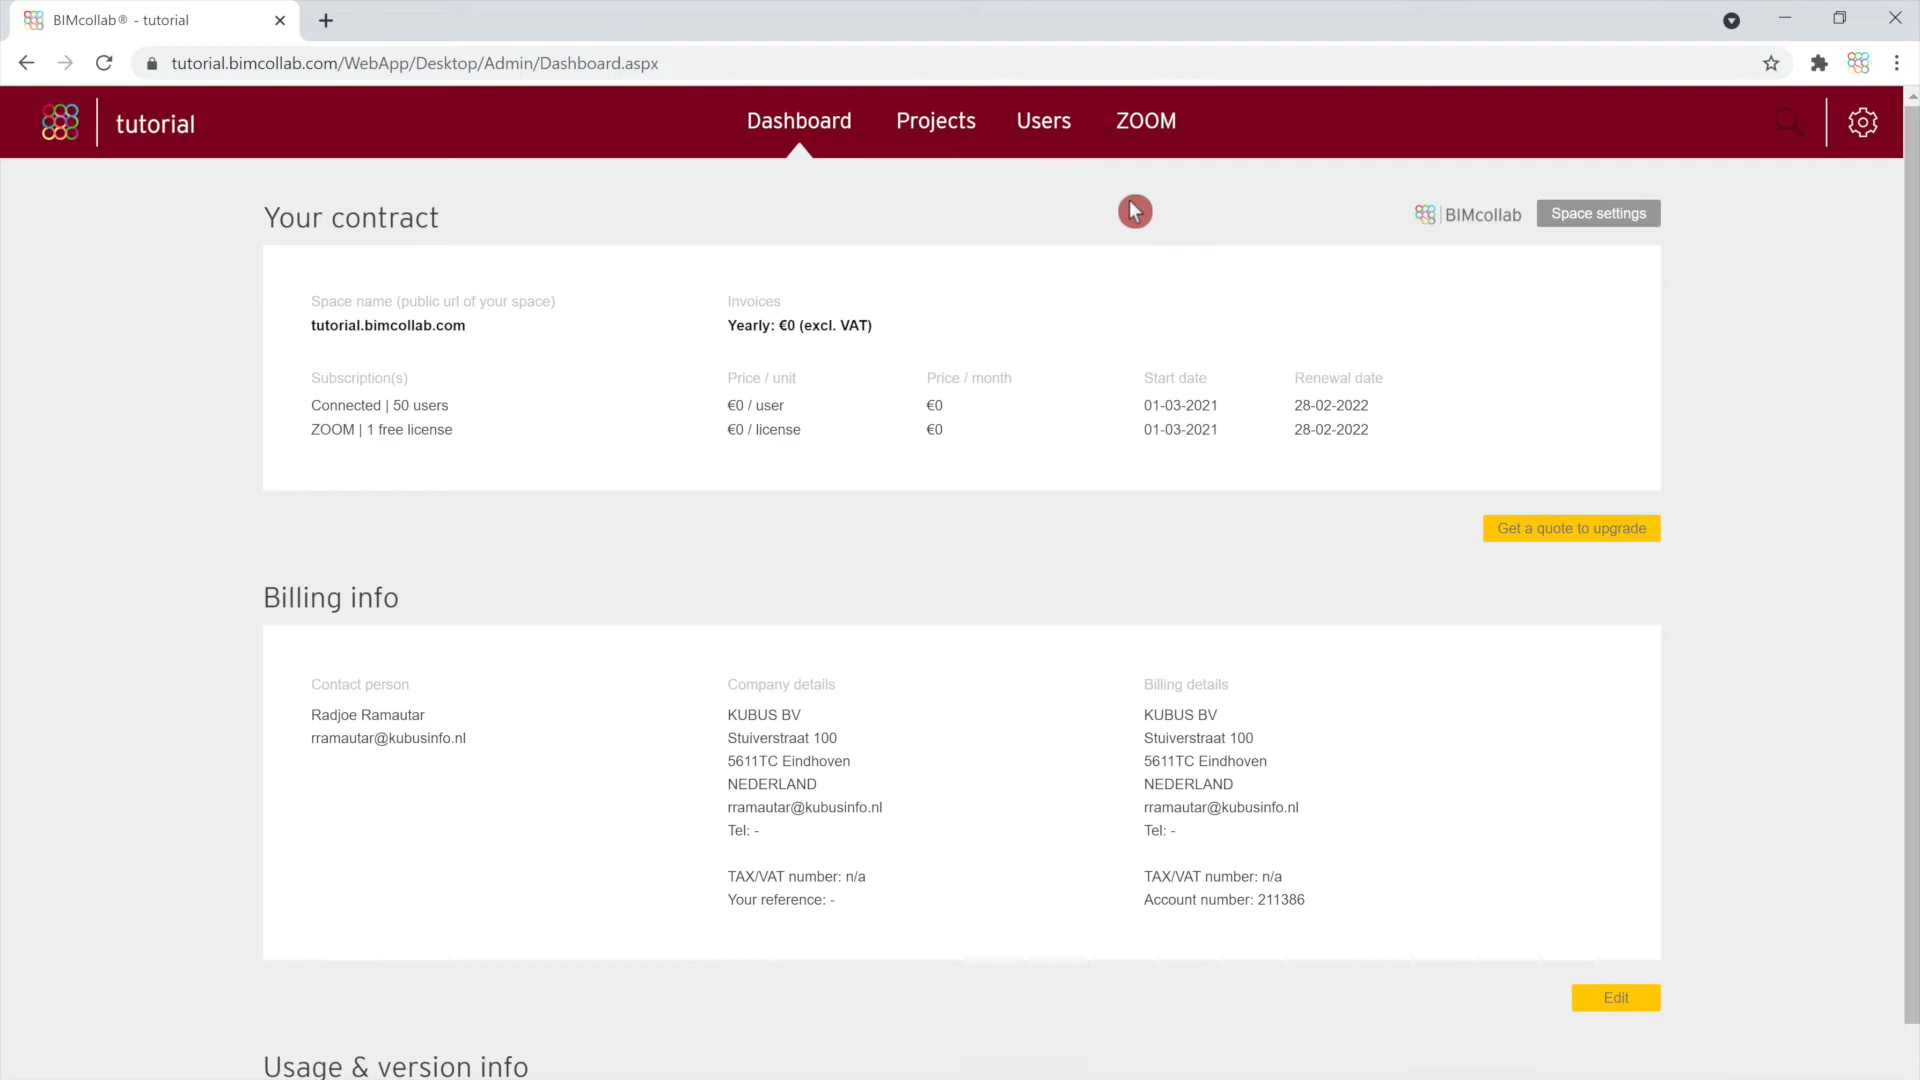 BIMcollab® - tutorial
tutorial.bimcollab.com/WebApp/Desktop/Admin/Dashboard.aspx
tutorial
Dashboard Projects Users ZOOM
Your contract
BIMcollab Space settings
Space name (public url of your space) Invoices
tutorial.bimcollab.com Yearly: €0 (excl. VAT)
Subscription(s) Price / unit Price / month Start date Renewal date
Connected | 50 users €0 / user €0 01-03-2021 28-02-2022
ZOOM | 1 free license €0 / license €0 01-03-2021 28-02-2022
Get a quote to upgrade
Billing info
Contact person Company details Billing details
Radjoe Ramautar KUBUS BV KUBUS BV
rramautar@kubusinfo.nl Stuiverstraat 100 Stuiverstraat 100
5611TC Eindhoven 5611TC Eindhoven
NEDERLAND NEDERLAND
rramautar@kubusinfo.nl rramautar@kubusinfo.nl
Tel: - Tel: -
TAX/VAT number: n/a TAX/VAT number: n/a
Your reference: - Account number: 211386
Edit
Usage & version info